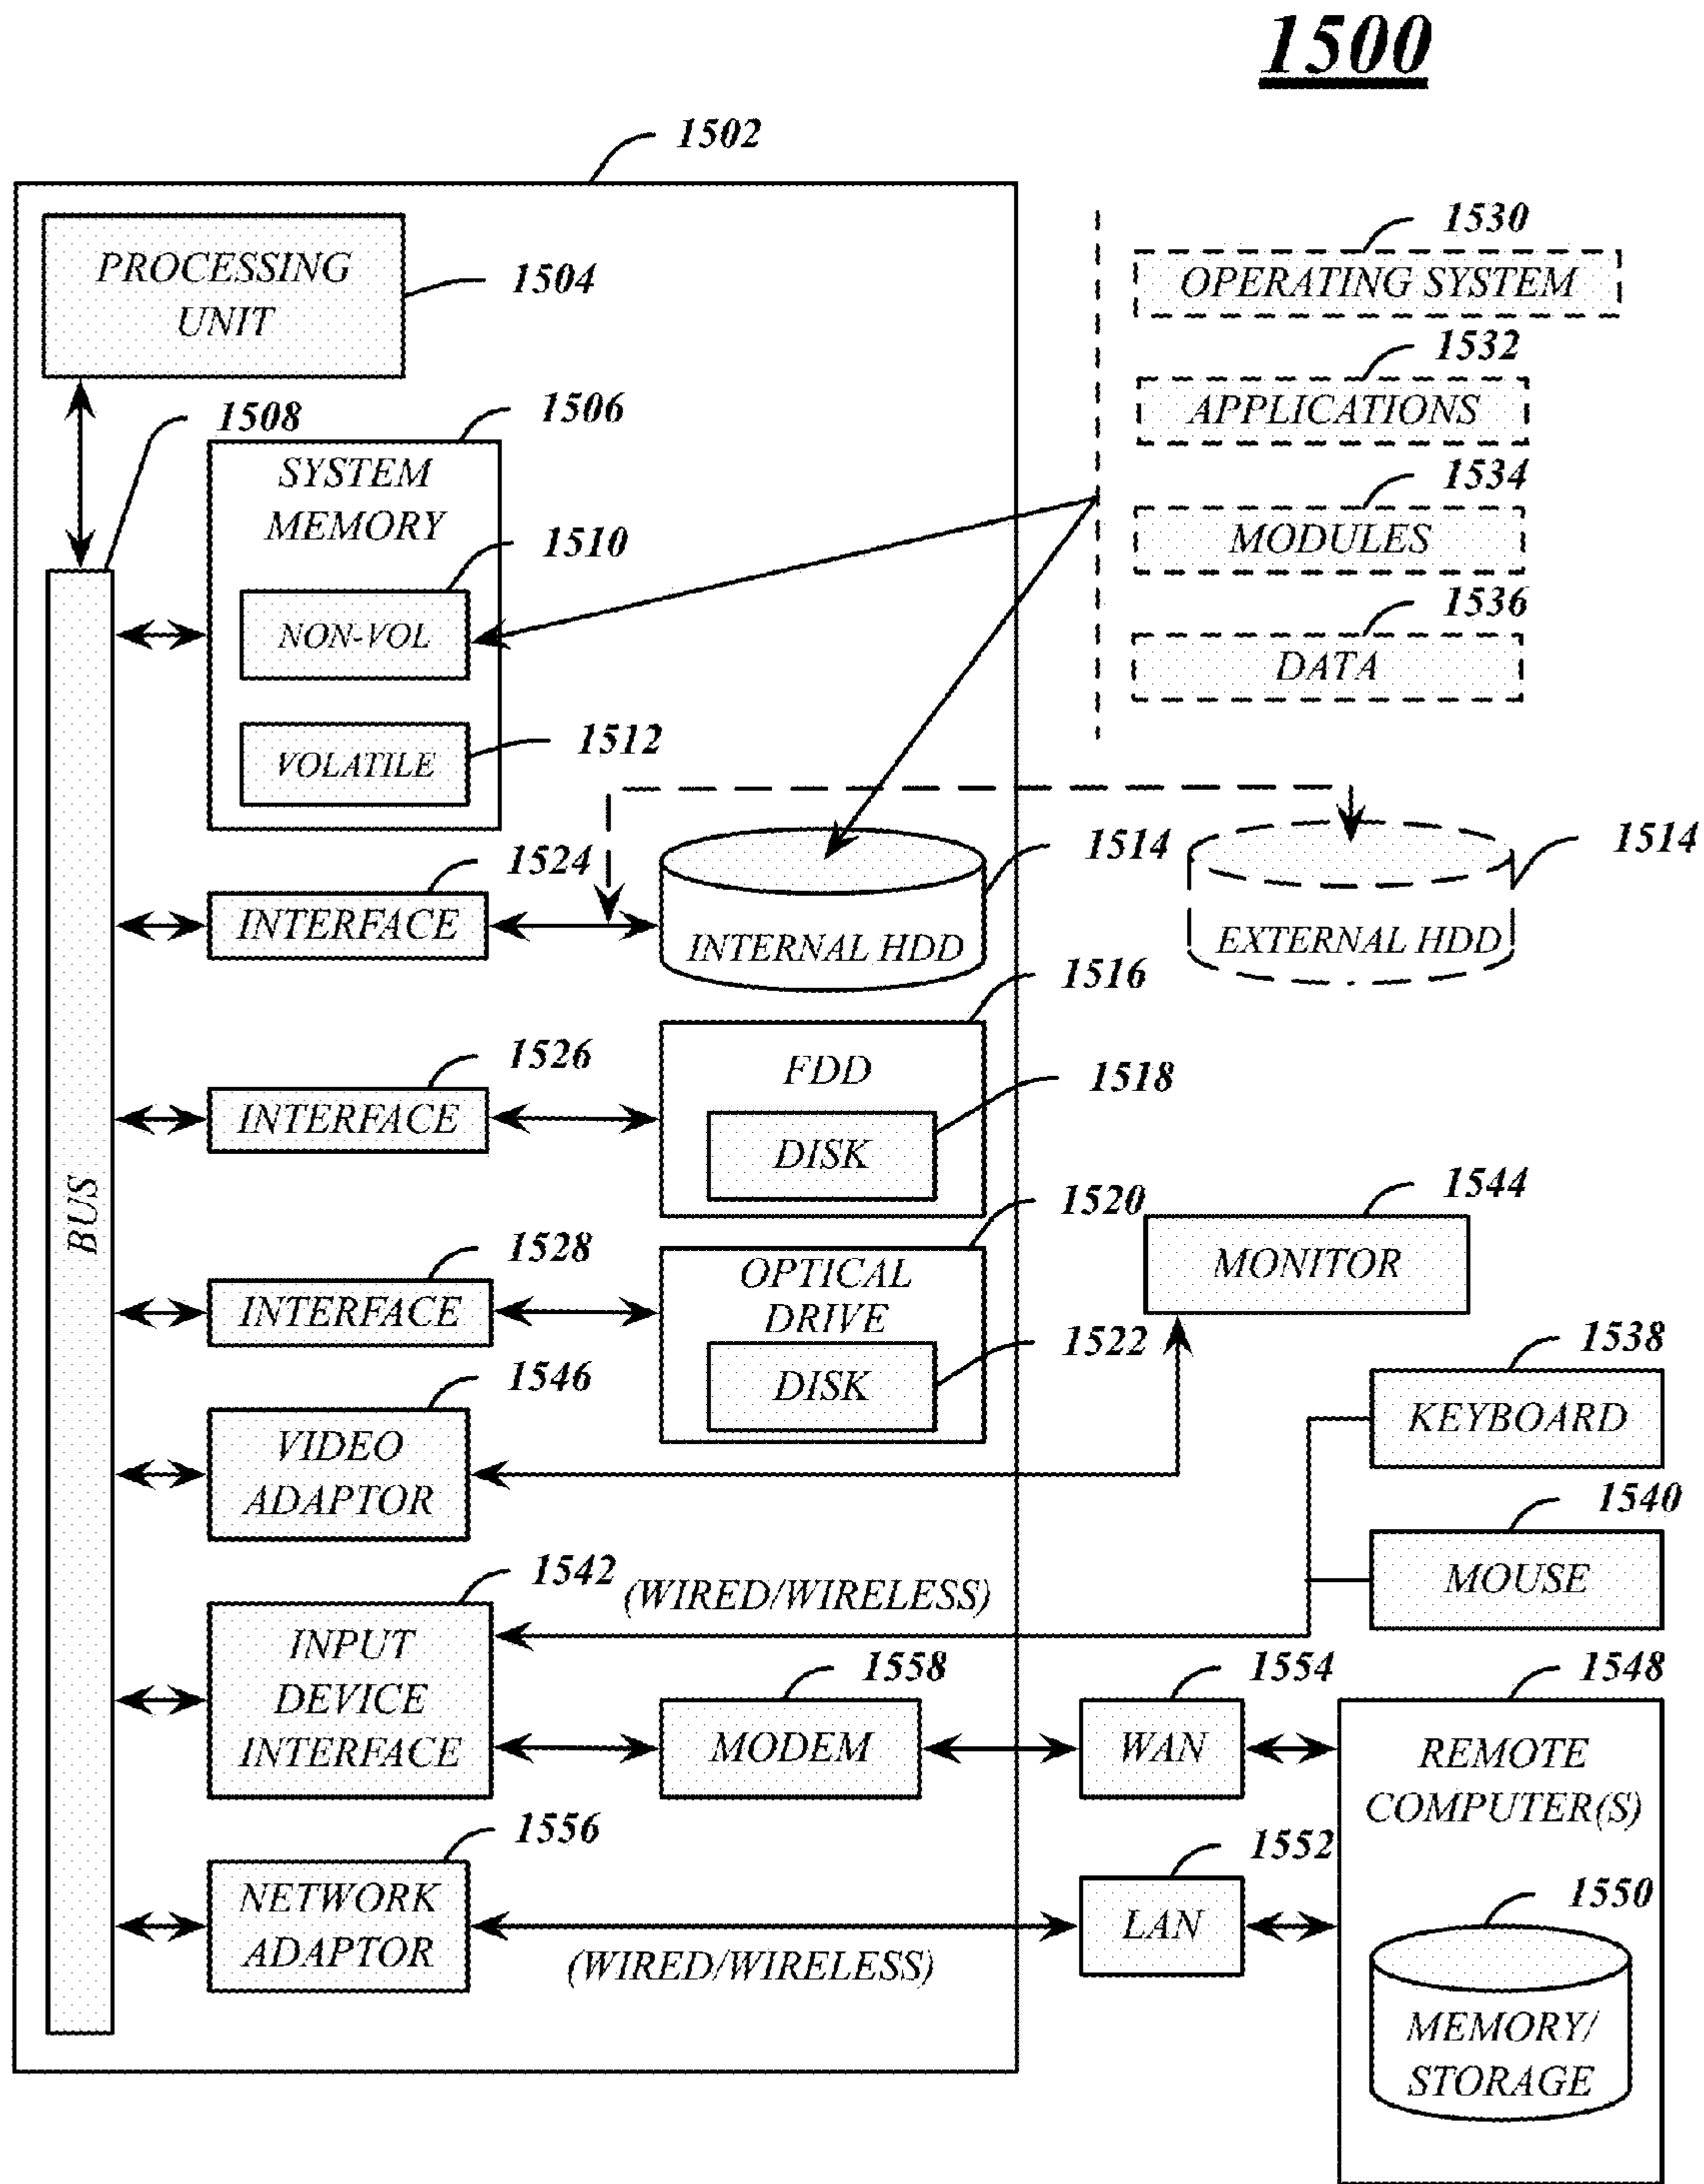 1500
1502
PROCESSING
UNIT
1504
1530
OPERATING SYSTEM
1532
APPLICATIONS
1534
MODULES
1536
DATA
1508
1506
SYSTEM
MEMORY
1510
NON-VOL
1512
VOLATILE
1524
INTERFACE
1514
INTERNAL HDD
1514
EXTERNAL HDD
1516
1526
INTERFACE
FDD
1518
DISK
BUS
1528
INTERFACE
1520
OPTICAL
DRIVE
1522
DISK
1544
MONITOR
1546
VIDEO
ADAPTOR
1538
KEYBOARD
1540
MOUSE
1542
(WIRED/WIRELESS)
INPUT
DEVICE
INTERFACE
1558
MODEM
1554
WAN
1548
REMOTE
COMPUTER(S)
1556
NETWORK
ADAPTOR
(WIRED/WIRELESS)
1552
LAN
1550
MEMORY/
STORAGE